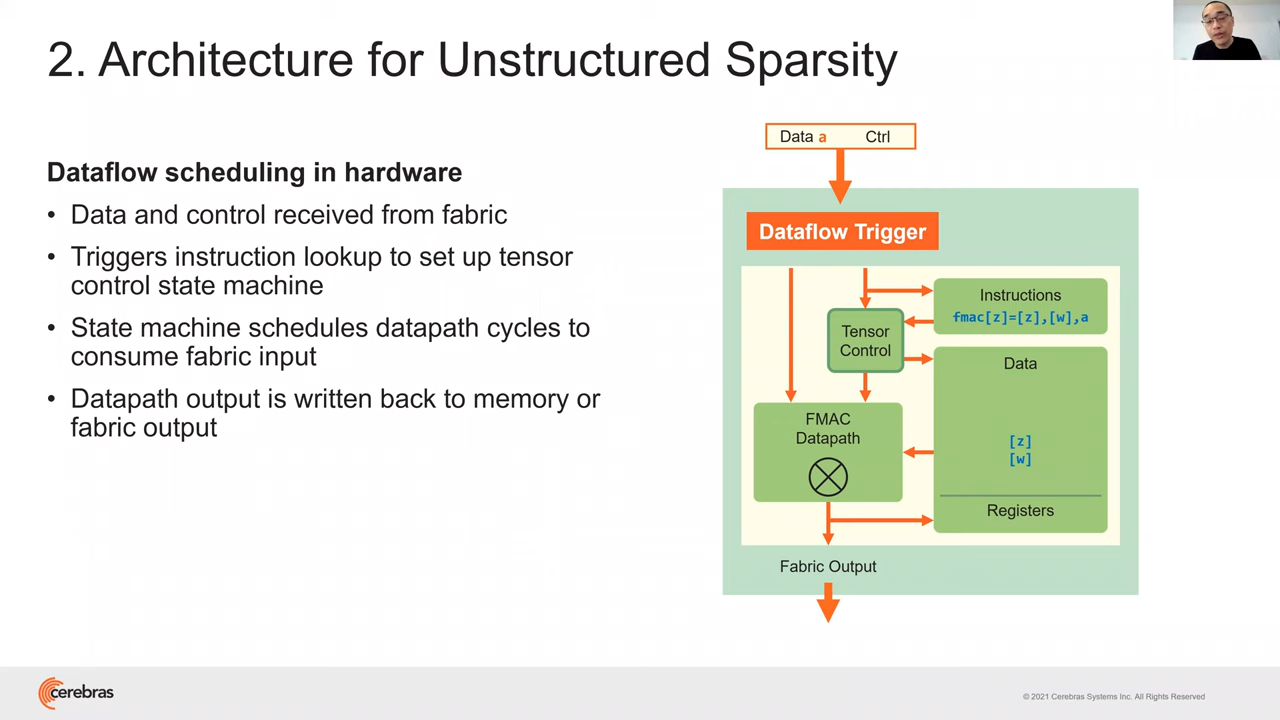 2. Architecture for Unstructured Sparsity
Dataflow scheduling in hardware
• Data and control received from fabric
• Triggers instruction lookup to set up tensor
control state machine
• State machine schedules datapath cycles to
consume fabric input
• Datapath output is written back to memory or
fabric output
Data a Ctrl
Dataflow Trigger
Instructions
fmac[z]=[z],[w],a
Tensor
Control
Data
FMAC
Datapath
[z]
[w]
Registers
Fabric Output
cerebras
© 2021 Cerebras Systems Inc. All Rights Reserved